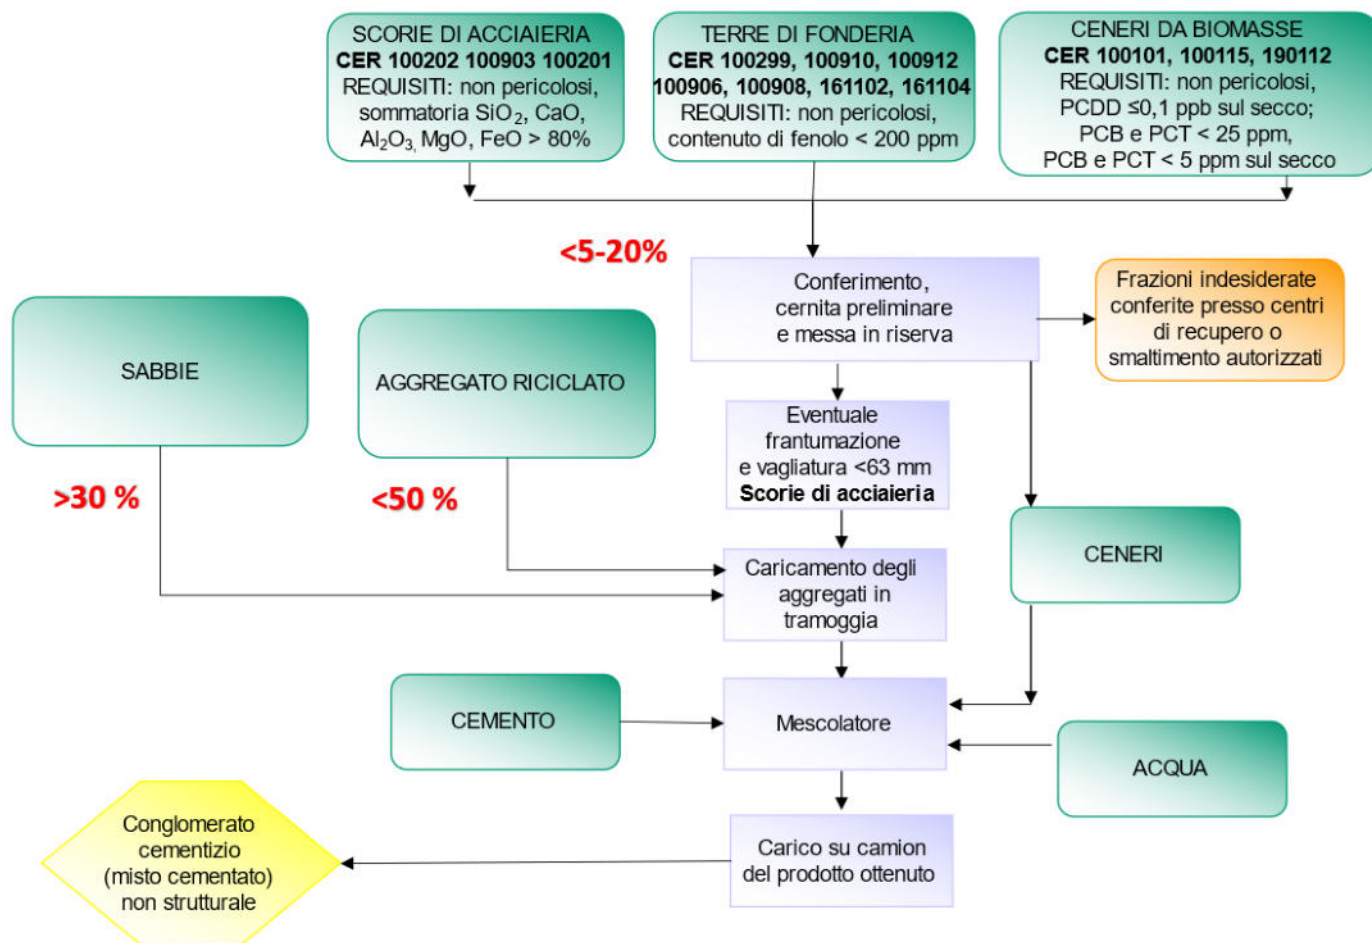 SCORIE DI ACCIAIERIA
CER 100202 100903 100201
REQUISITI: non pericolosi,
sommatoria SiO₂, CaO,
Al₂O₃, MgO, FeO > 80%
TERRE DI FONDERIA
CER 100299, 100910, 100912
100906, 100908, 161102, 161104
REQUISITI: non pericolosi,
contenuto di fenolo < 200 ppm
CENERI DA BIOMASSE
CER 100101, 100115, 190112
REQUISITI: non pericolosi,
PCDD ≤0,1 ppb sul secco;
PCB e PCT < 25 ppm,
PCB e PCT < 5 ppm sul secco
<5-20%
Conferimento,
cernita preliminare
e messa in riserva
Frazioni indesiderate
conferite presso centri
di recupero o
smaltimento autorizzati
SABBIE
AGGREGATO RICICLATO
>30 %
<50 %
Eventuale
frantumazione
e vagliatura <63 mm
Scorie di acciaieria
CENERI
Caricamento degli
aggregati in
tramoggia
CEMENTO
Mescolatore
ACQUA
Conglomerato
cementizio
(misto cementato)
non strutturale
Carico su camion
del prodotto ottenuto